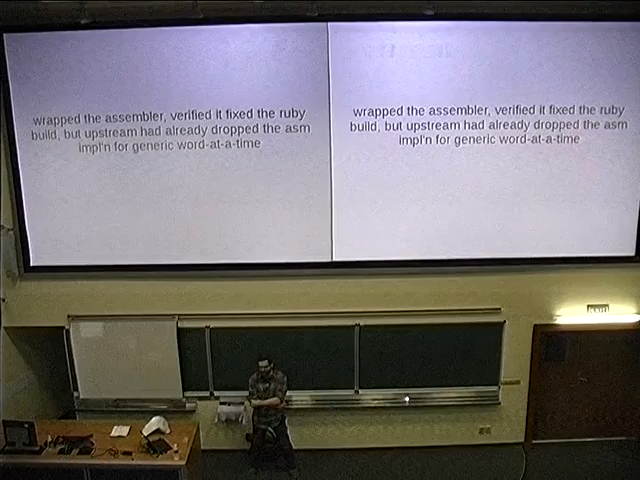 wrapped the assembler, verified it fixed the ruby
build, but upstream had already dropped the asm
impl'n for generic word-at-a-time
wrapped the assembler, verified it fixed the ruby
build, but upstream had already dropped the asm
impl'n for generic word-at-a-time
EXIT